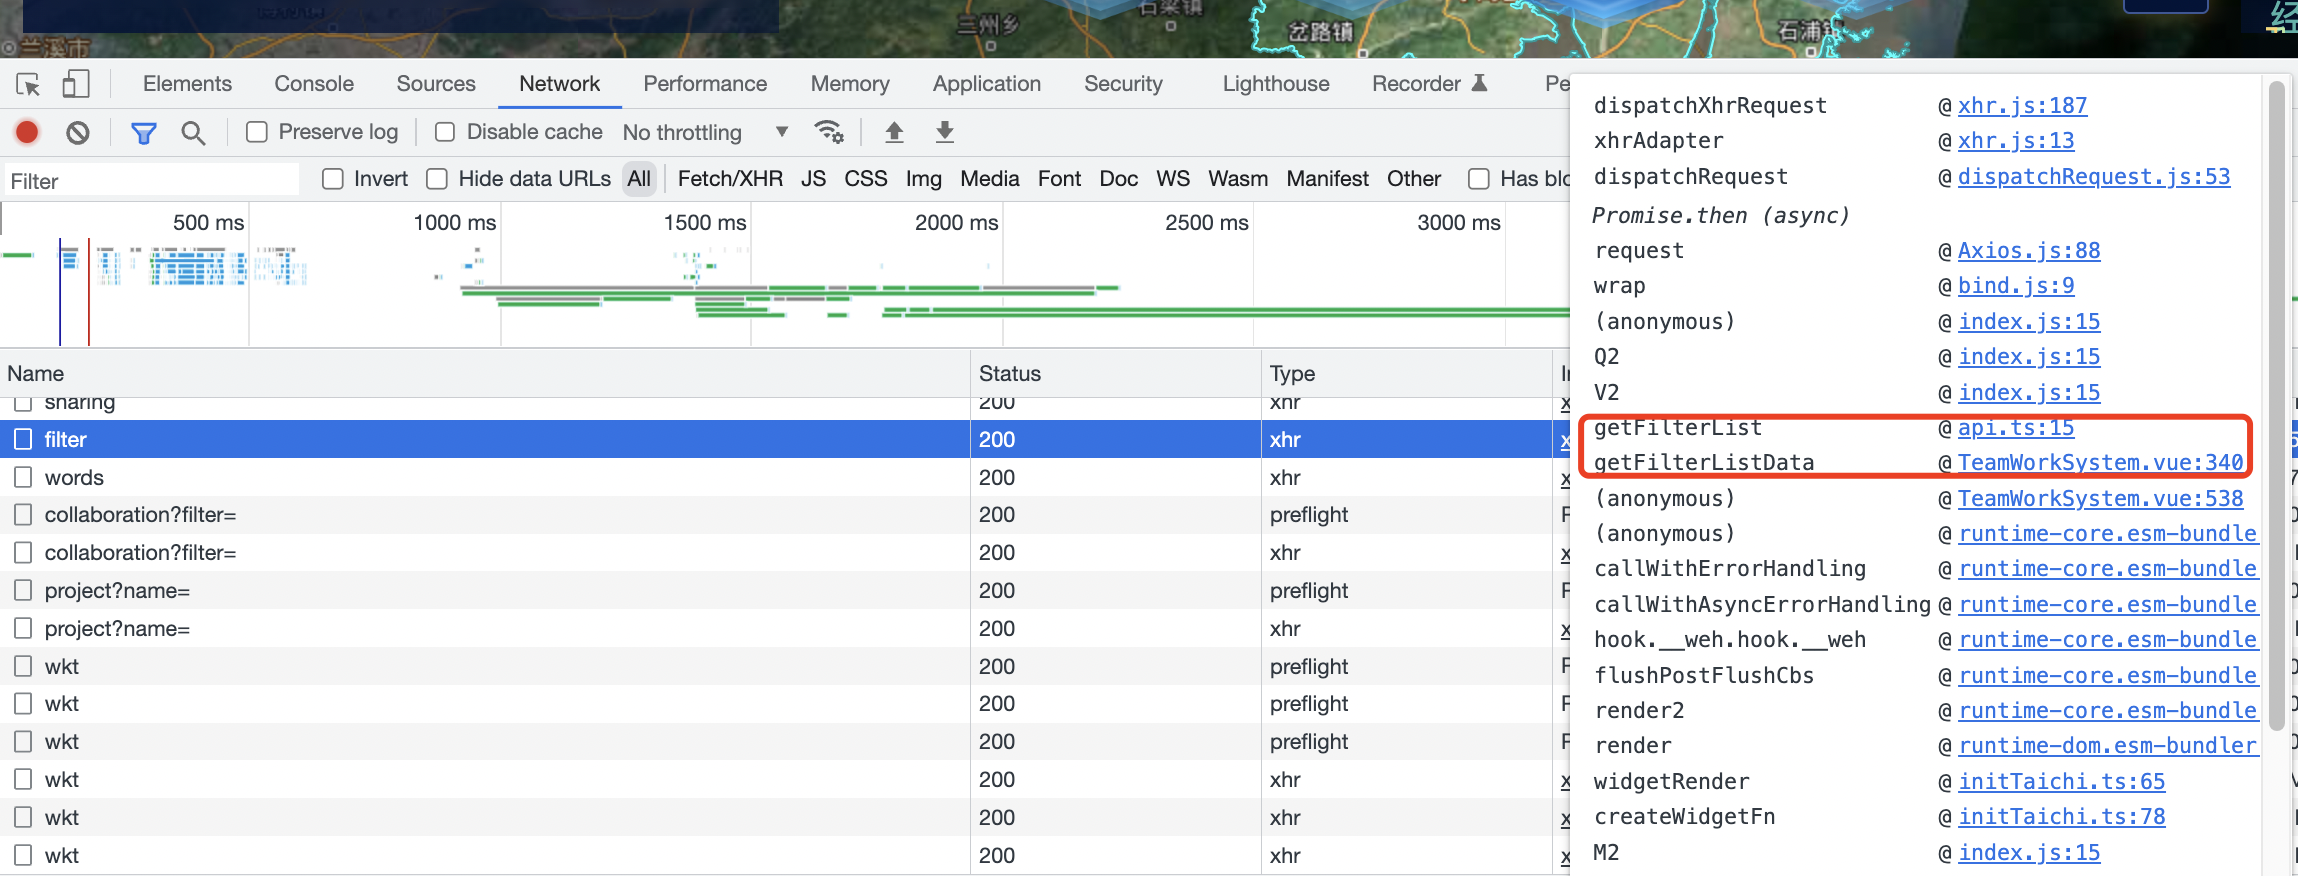 兰溪市
兰州乡
石梁镇
岔路镇
石浦镇
经
Elements Console Sources Network Performance Memory Application Security Lighthouse Recorder Pe
Preserve log Disable cache No throttling
Filter Invert Hide data URLs All Fetch/XHR JS CSS Img Media Font Doc WS Wasm Manifest Other Has blo
500 ms 1000 ms 1500 ms 2000 ms 2500 ms 3000 ms
Name Status Type
sharing 200 xhr
filter 200 xhr
words 200 xhr
collaboration?filter= 200 preflight
collaboration?filter= 200 xhr
project?name= 200 preflight
project?name= 200 xhr
wkt 200 preflight
wkt 200 preflight
wkt 200 preflight
wkt 200 xhr
wkt 200 xhr
wkt 200 xhr
dispatchXhrRequest @ xhr.js:187
xhrAdapter @ xhr.js:13
dispatchRequest @ dispatchRequest.js:53
Promise.then (async)
request @ Axios.js:88
wrap @ bind.js:9
(anonymous) @ index.js:15
Q2 @ index.js:15
V2 @ index.js:15
getFilterList @ api.ts:15
getFilterListData @ TeamWorkSystem.vue:340
(anonymous) @ TeamWorkSystem.vue:538
(anonymous) @ runtime-core.esm-bundle
callWithErrorHandling @ runtime-core.esm-bundle
callWithAsyncErrorHandling @ runtime-core.esm-bundle
hook.__weh.hook.__weh @ runtime-core.esm-bundle
flushPostFlushCbs @ runtime-core.esm-bundle
render2 @ runtime-core.esm-bundle
render @ runtime-dom.esm-bundler
widgetRender @ initTaichi.ts:65
createWidgetFn @ initTaichi.ts:78
M2 @ index.js:15